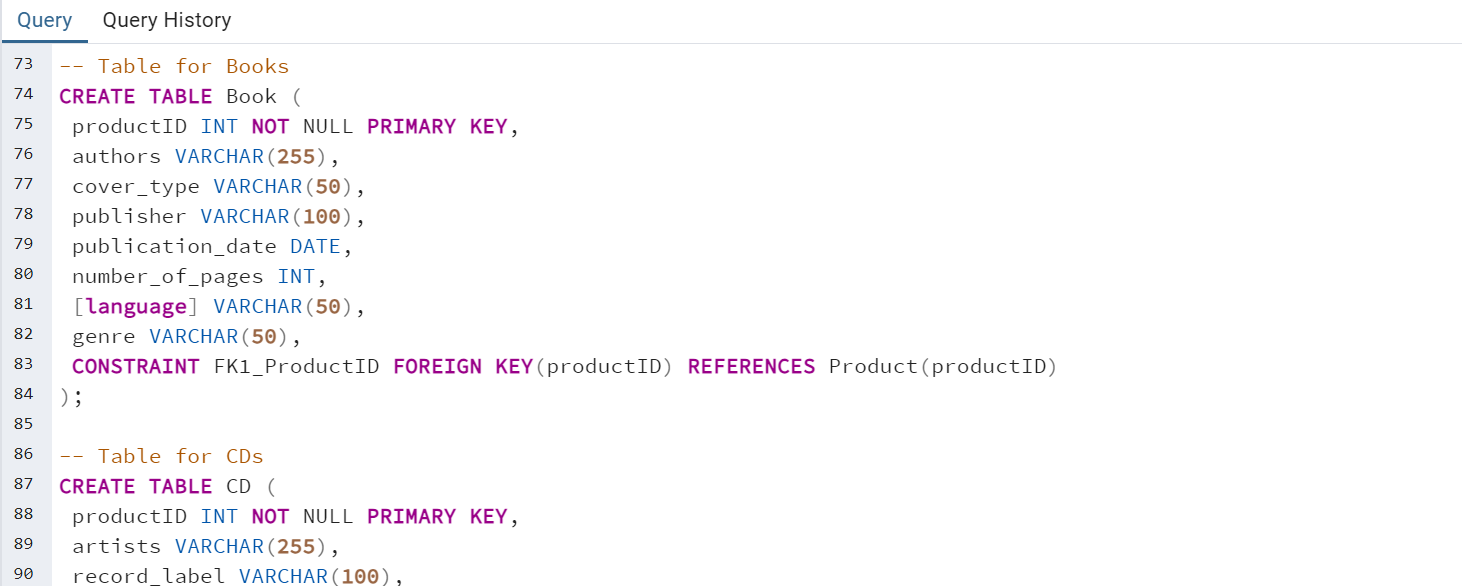 Query Query History
73 -- Table for Books
74 CREATE TABLE Book (
75 productID INT NOT NULL PRIMARY KEY,
76 authors VARCHAR(255),
77 cover_type VARCHAR(50),
78 publisher VARCHAR(100),
79 publication_date DATE,
80 number_of_pages INT,
81 [language] VARCHAR(50),
82 genre VARCHAR(50),
83 CONSTRAINT FK1_ProductID FOREIGN KEY(productID) REFERENCES Product(productID)
84 );
85
86 -- Table for CDs
87 CREATE TABLE CD (
88 productID INT NOT NULL PRIMARY KEY,
89 artists VARCHAR(255),
90 record_label VARCHAR(100),